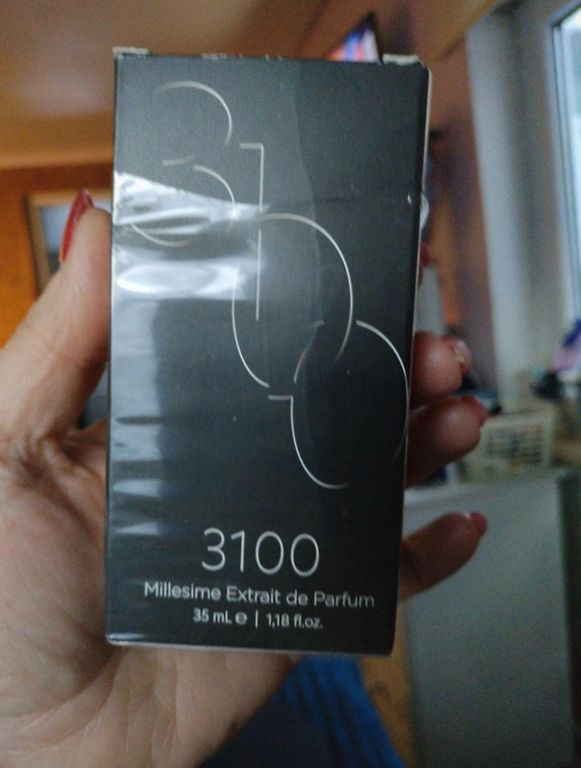 3100
3100
Millesime Extrait de Parfum
35 mL e | 1,18 fl.oz.